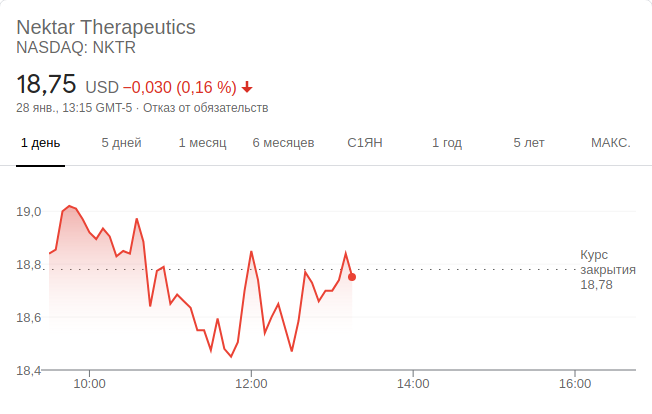 Nektar Therapeutics
NASDAQ: NKTR
18,75 USD −0,030 (0,16 %)
28 янв., 13:15 GMT-5 · Отказ от обязательств
1 день 5 дней 1 месяц 6 месяцев С1ЯН 1 год 5 лет МАКС.
19,0
18,8
18,6
18,4
Курс
закрытия
18,78
10:00 12:00 14:00 16:00